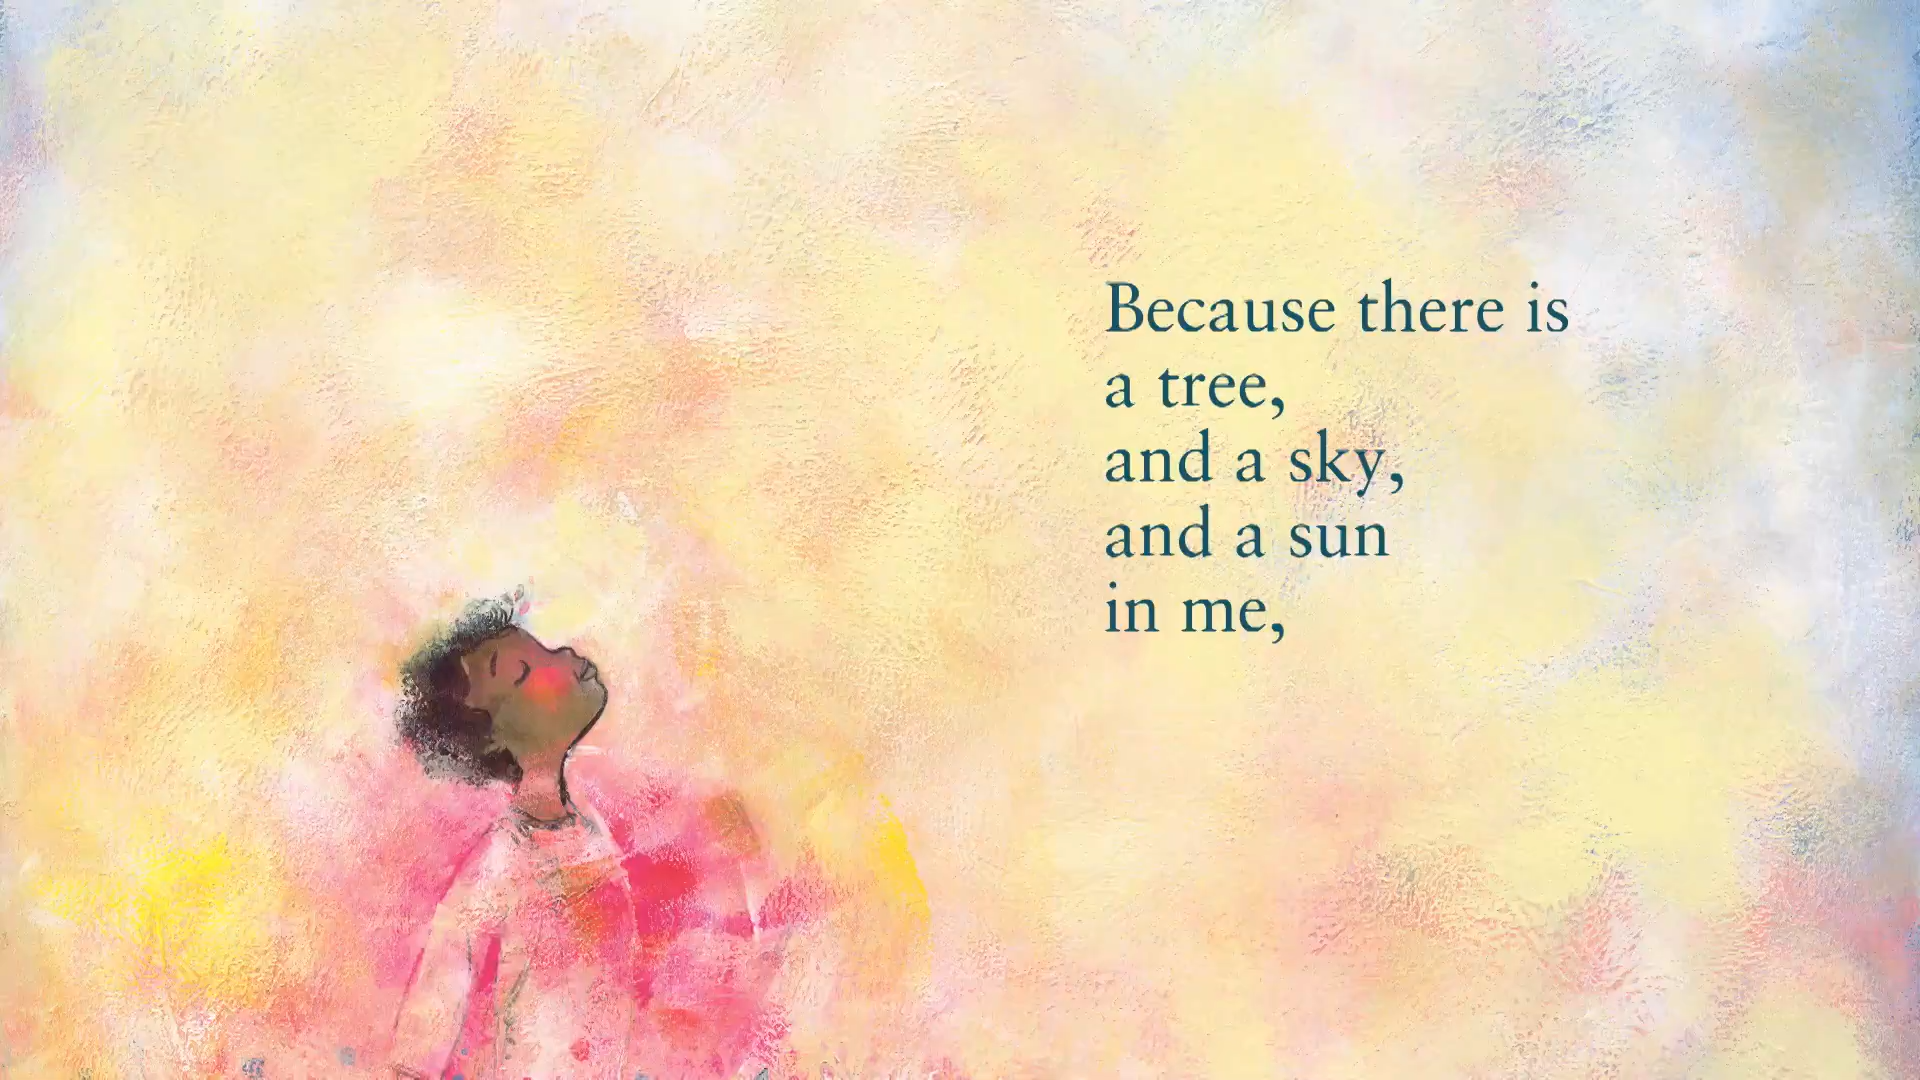 Because there is
a tree,
and a sky,
and a sun
in me,